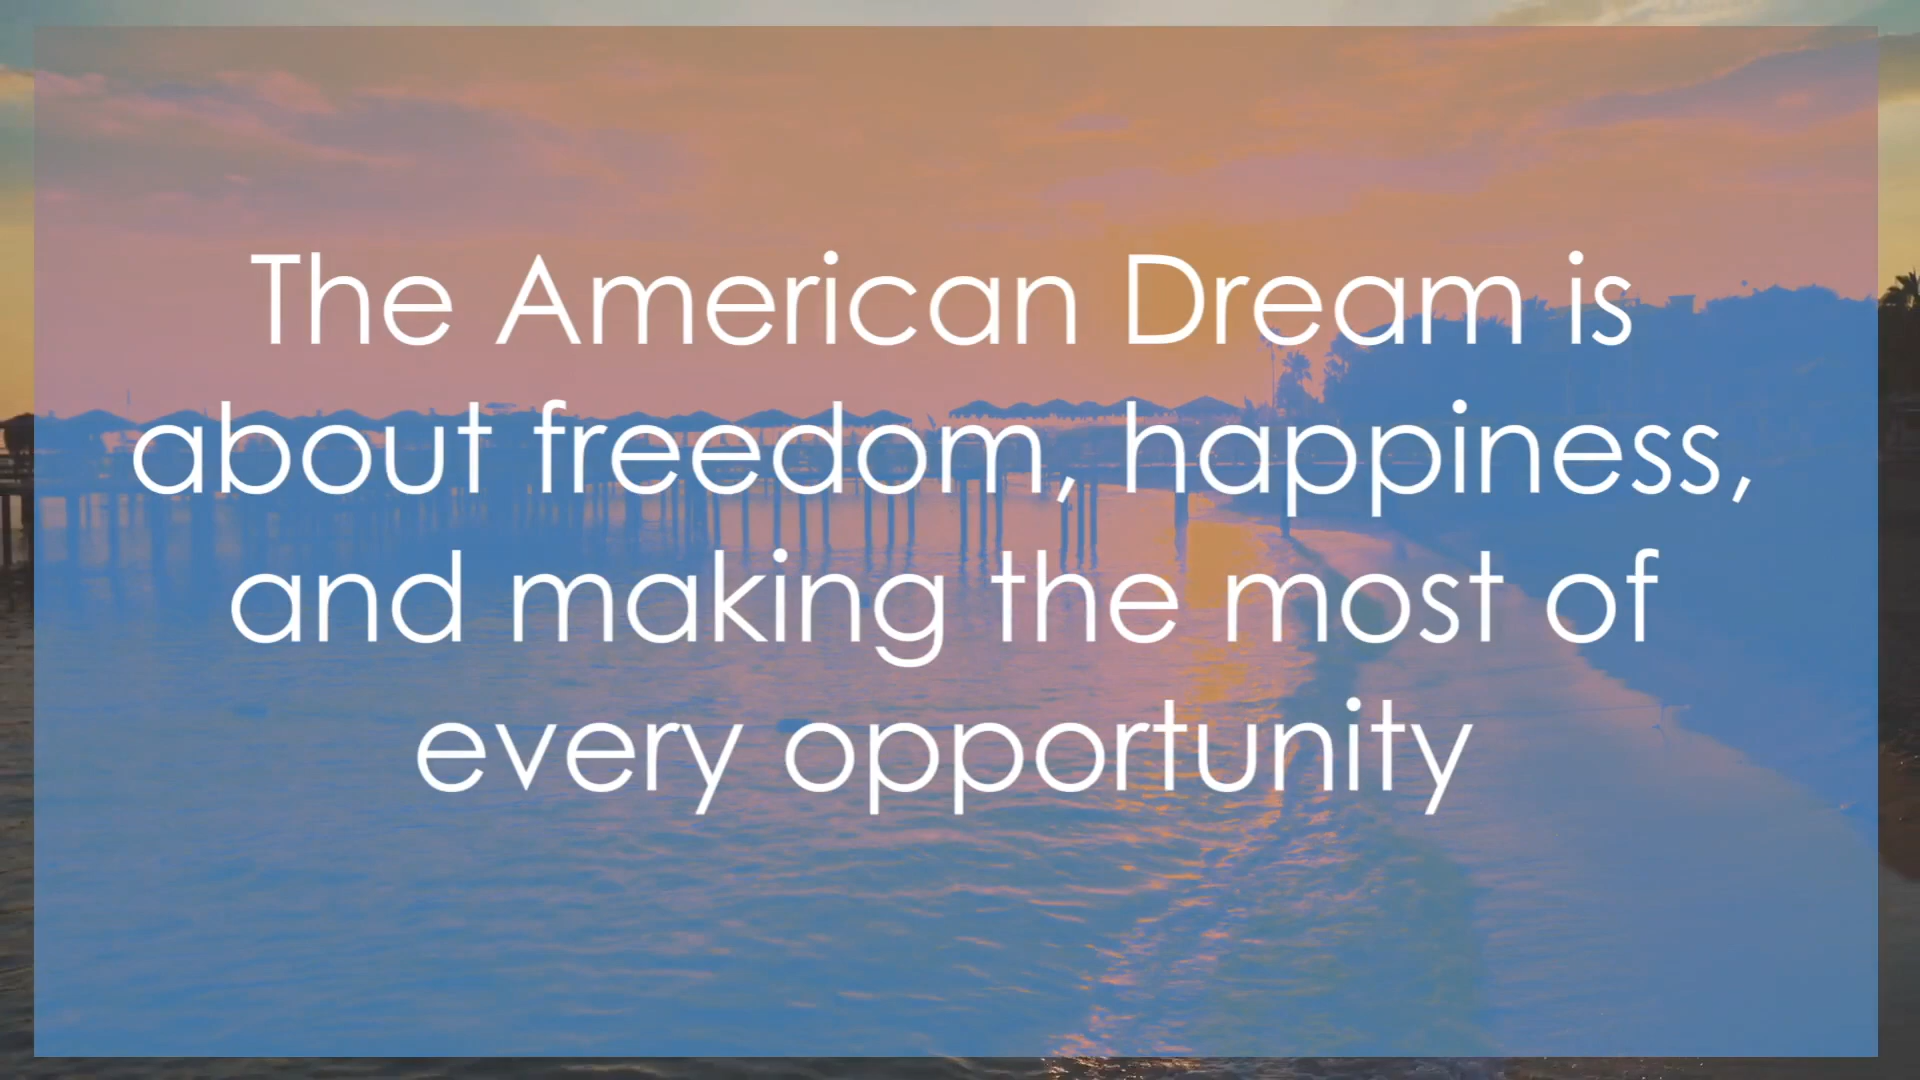 The American Dream is
about freedom, happiness,
and making the most of
every opportunity